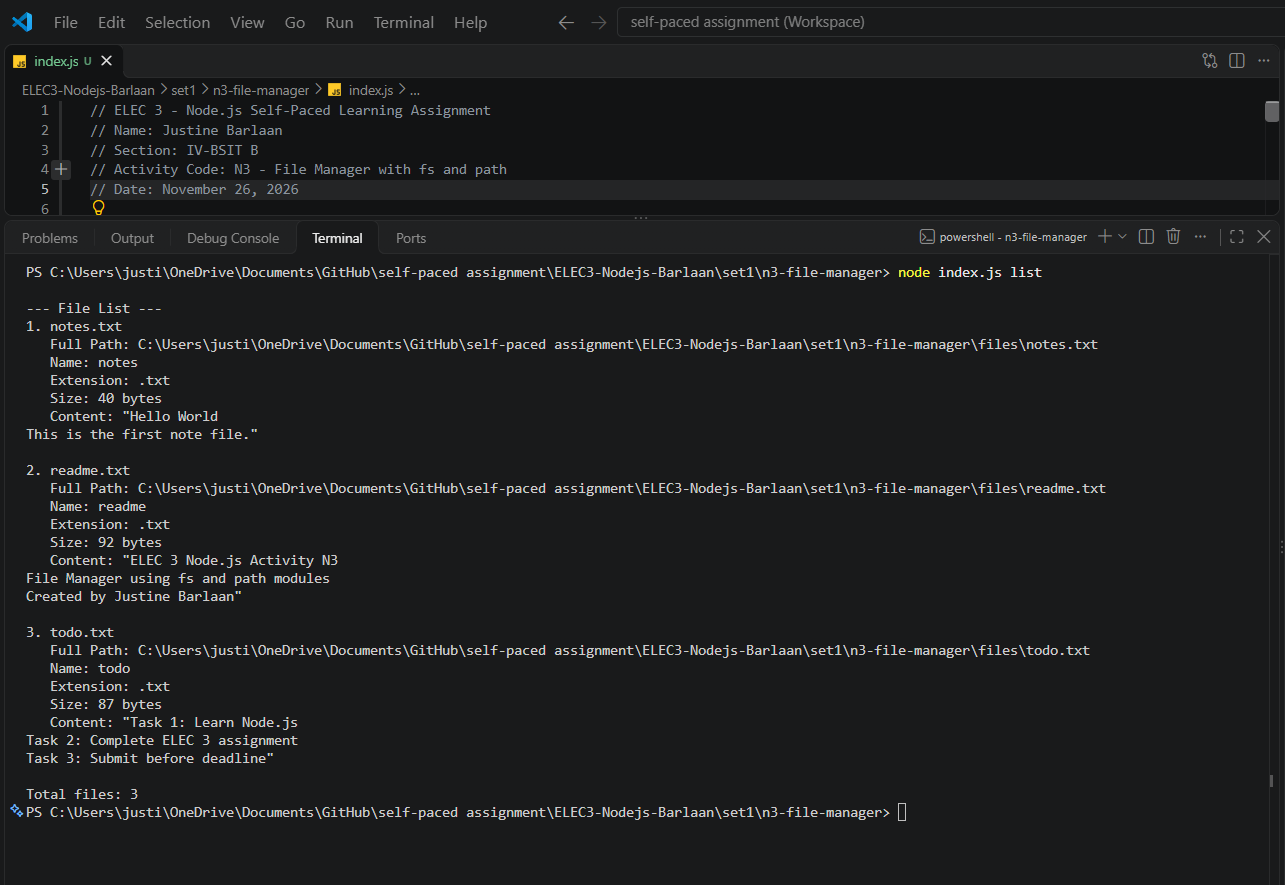 File Edit Selection View Go Run Terminal Help
self-paced assignment (Workspace)
JS index.js U
ELEC3-Nodejs-Barlaan > set1 > n3-file-manager > JS index.js > ...
1 // ELEC 3 - Node.js Self-Paced Learning Assignment
2 // Name: Justine Barlaan
3 // Section: IV-BSIT B
4 // Activity Code: N3 - File Manager with fs and path
5 // Date: November 26, 2026
6
Problems Output Debug Console Terminal Ports
powershell - n3-file-manager
PS C:\Users\justi\OneDrive\Documents\GitHub\self-paced assignment\ELEC3-Nodejs-Barlaan\set1\n3-file-manager> node index.js list
--- File List ---
1. notes.txt
Full Path: C:\Users\justi\OneDrive\Documents\GitHub\self-paced assignment\ELEC3-Nodejs-Barlaan\set1\n3-file-manager\files\notes.txt
Name: notes
Extension: .txt
Size: 40 bytes
Content: "Hello World
This is the first note file."
2. readme.txt
Full Path: C:\Users\justi\OneDrive\Documents\GitHub\self-paced assignment\ELEC3-Nodejs-Barlaan\set1\n3-file-manager\files\readme.txt
Name: readme
Extension: .txt
Size: 92 bytes
Content: "ELEC 3 Node.js Activity N3
File Manager using fs and path modules
Created by Justine Barlaan"
3. todo.txt
Full Path: C:\Users\justi\OneDrive\Documents\GitHub\self-paced assignment\ELEC3-Nodejs-Barlaan\set1\n3-file-manager\files\todo.txt
Name: todo
Extension: .txt
Size: 87 bytes
Content: "Task 1: Learn Node.js
Task 2: Complete ELEC 3 assignment
Task 3: Submit before deadline"
Total files: 3
PS C:\Users\justi\OneDrive\Documents\GitHub\self-paced assignment\ELEC3-Nodejs-Barlaan\set1\n3-file-manager>